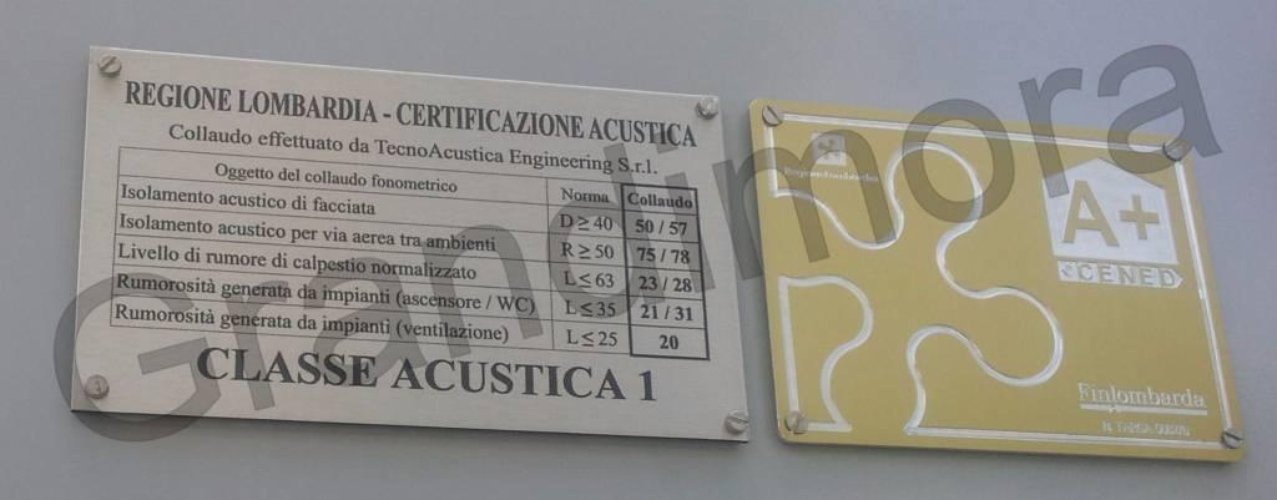 REGIONE LOMBARDIA - CERTIFICAZIONE ACUSTICA
Collaudo effettuato da TecnoAcustica Engineering S.r.l.
Oggetto del collaudo fonometrico Norma Collaudo
Isolamento acustico di facciata D ≥ 40 50 / 57
Isolamento acustico per via aerea tra ambienti R ≥ 50 75 / 78
Livello di rumore di calpestio normalizzato L ≤ 63 23 / 28
Rumorosità generata da impianti (ascensore / WC) L ≤ 35 21 / 31
Rumorosità generata da impianti (ventilazione) L ≤ 25 20
CLASSE ACUSTICA 1
RegioneLombardia
A+
CENED
Finlombarda
N. TARGA
Grandimora